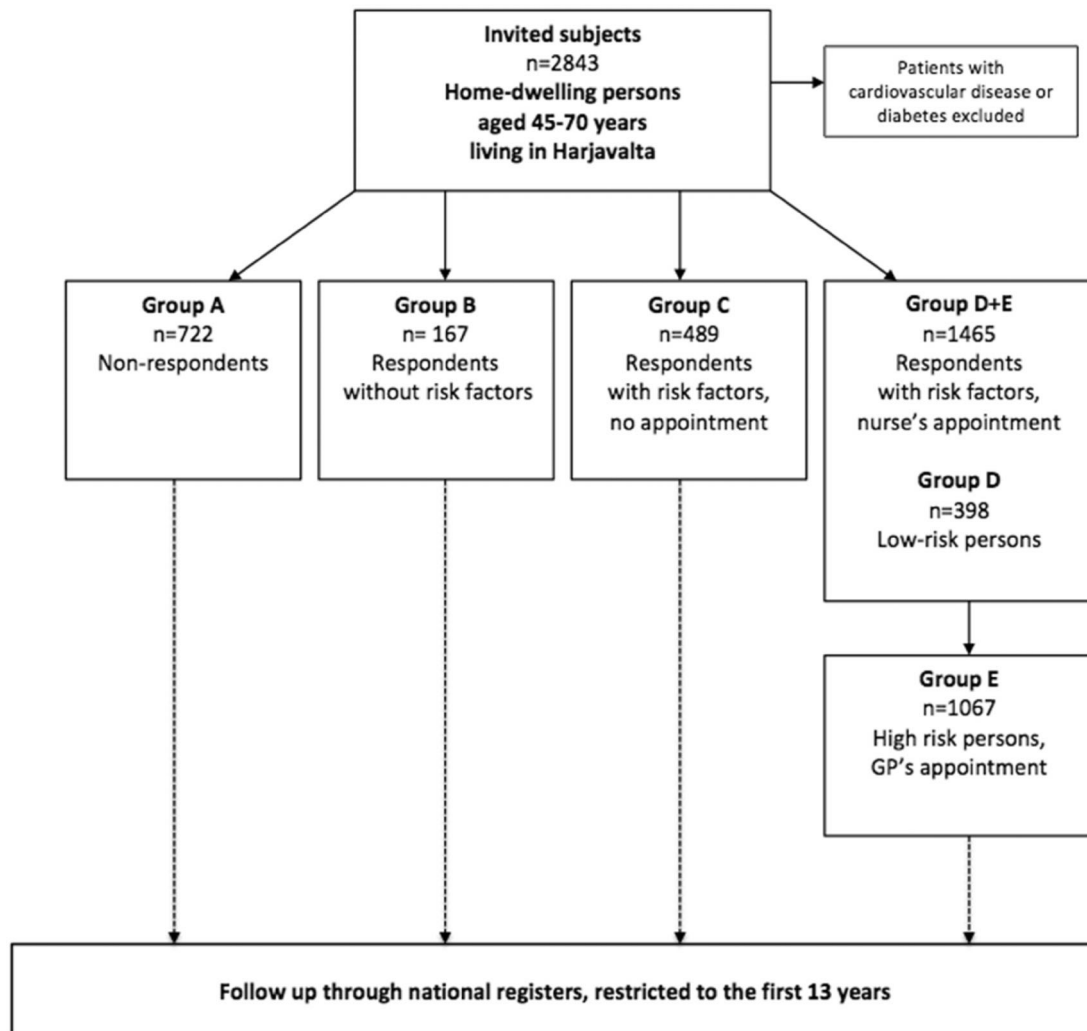 Invited subjects
n=2843
Home-dwelling persons
aged 45-70 years
living in Harjavalta
Patients with
cardiovascular disease or
diabetes excluded
Group A
n=722
Non-respondents
Group B
n= 167
Respondents
without risk factors
Group C
n=489
Respondents
with risk factors,
no appointment
Group D+E
n=1465
Respondents
with risk factors,
nurse's appointment
Group D
n=398
Low-risk persons
Group E
n=1067
High risk persons,
GP's appointment
Follow up through national registers, restricted to the first 13 years